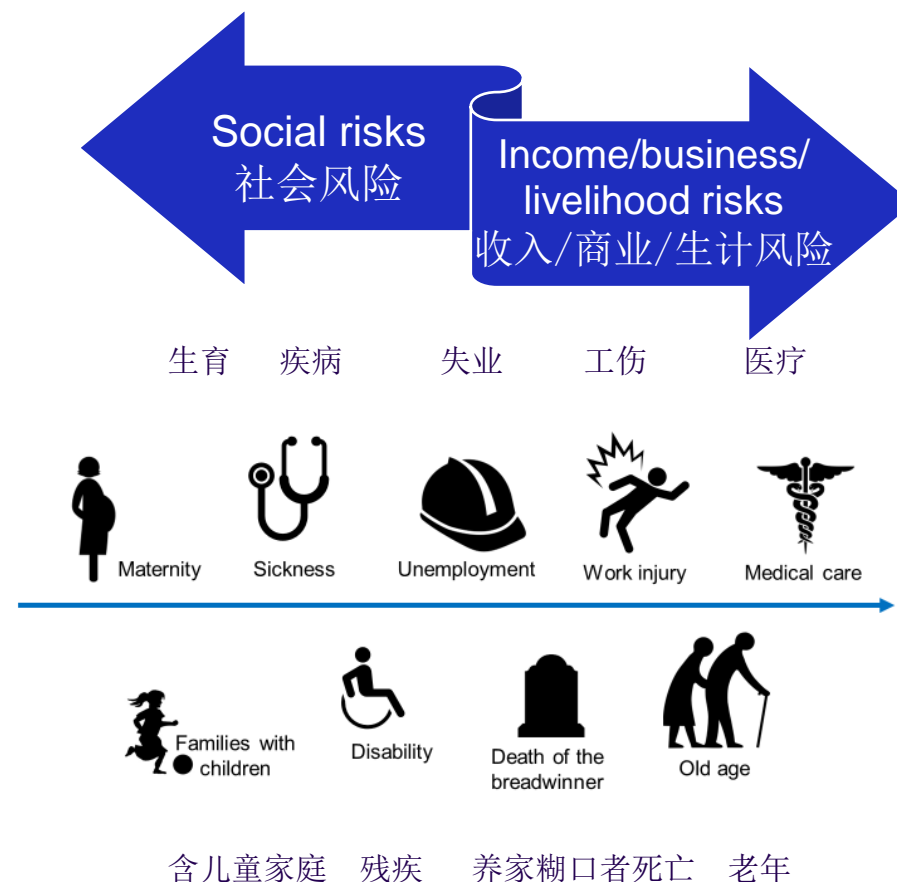 Social risks
社会风险
Income/business/
livelihood risks
收入/商业/生计风险
生育 疾病 失业 工伤 医疗
Maternity Sickness Unemployment Work injury Medical care
Families with
children
Disability
Death of the
breadwinner
Old age
含儿童家庭 残疾 养家糊口者死亡 老年